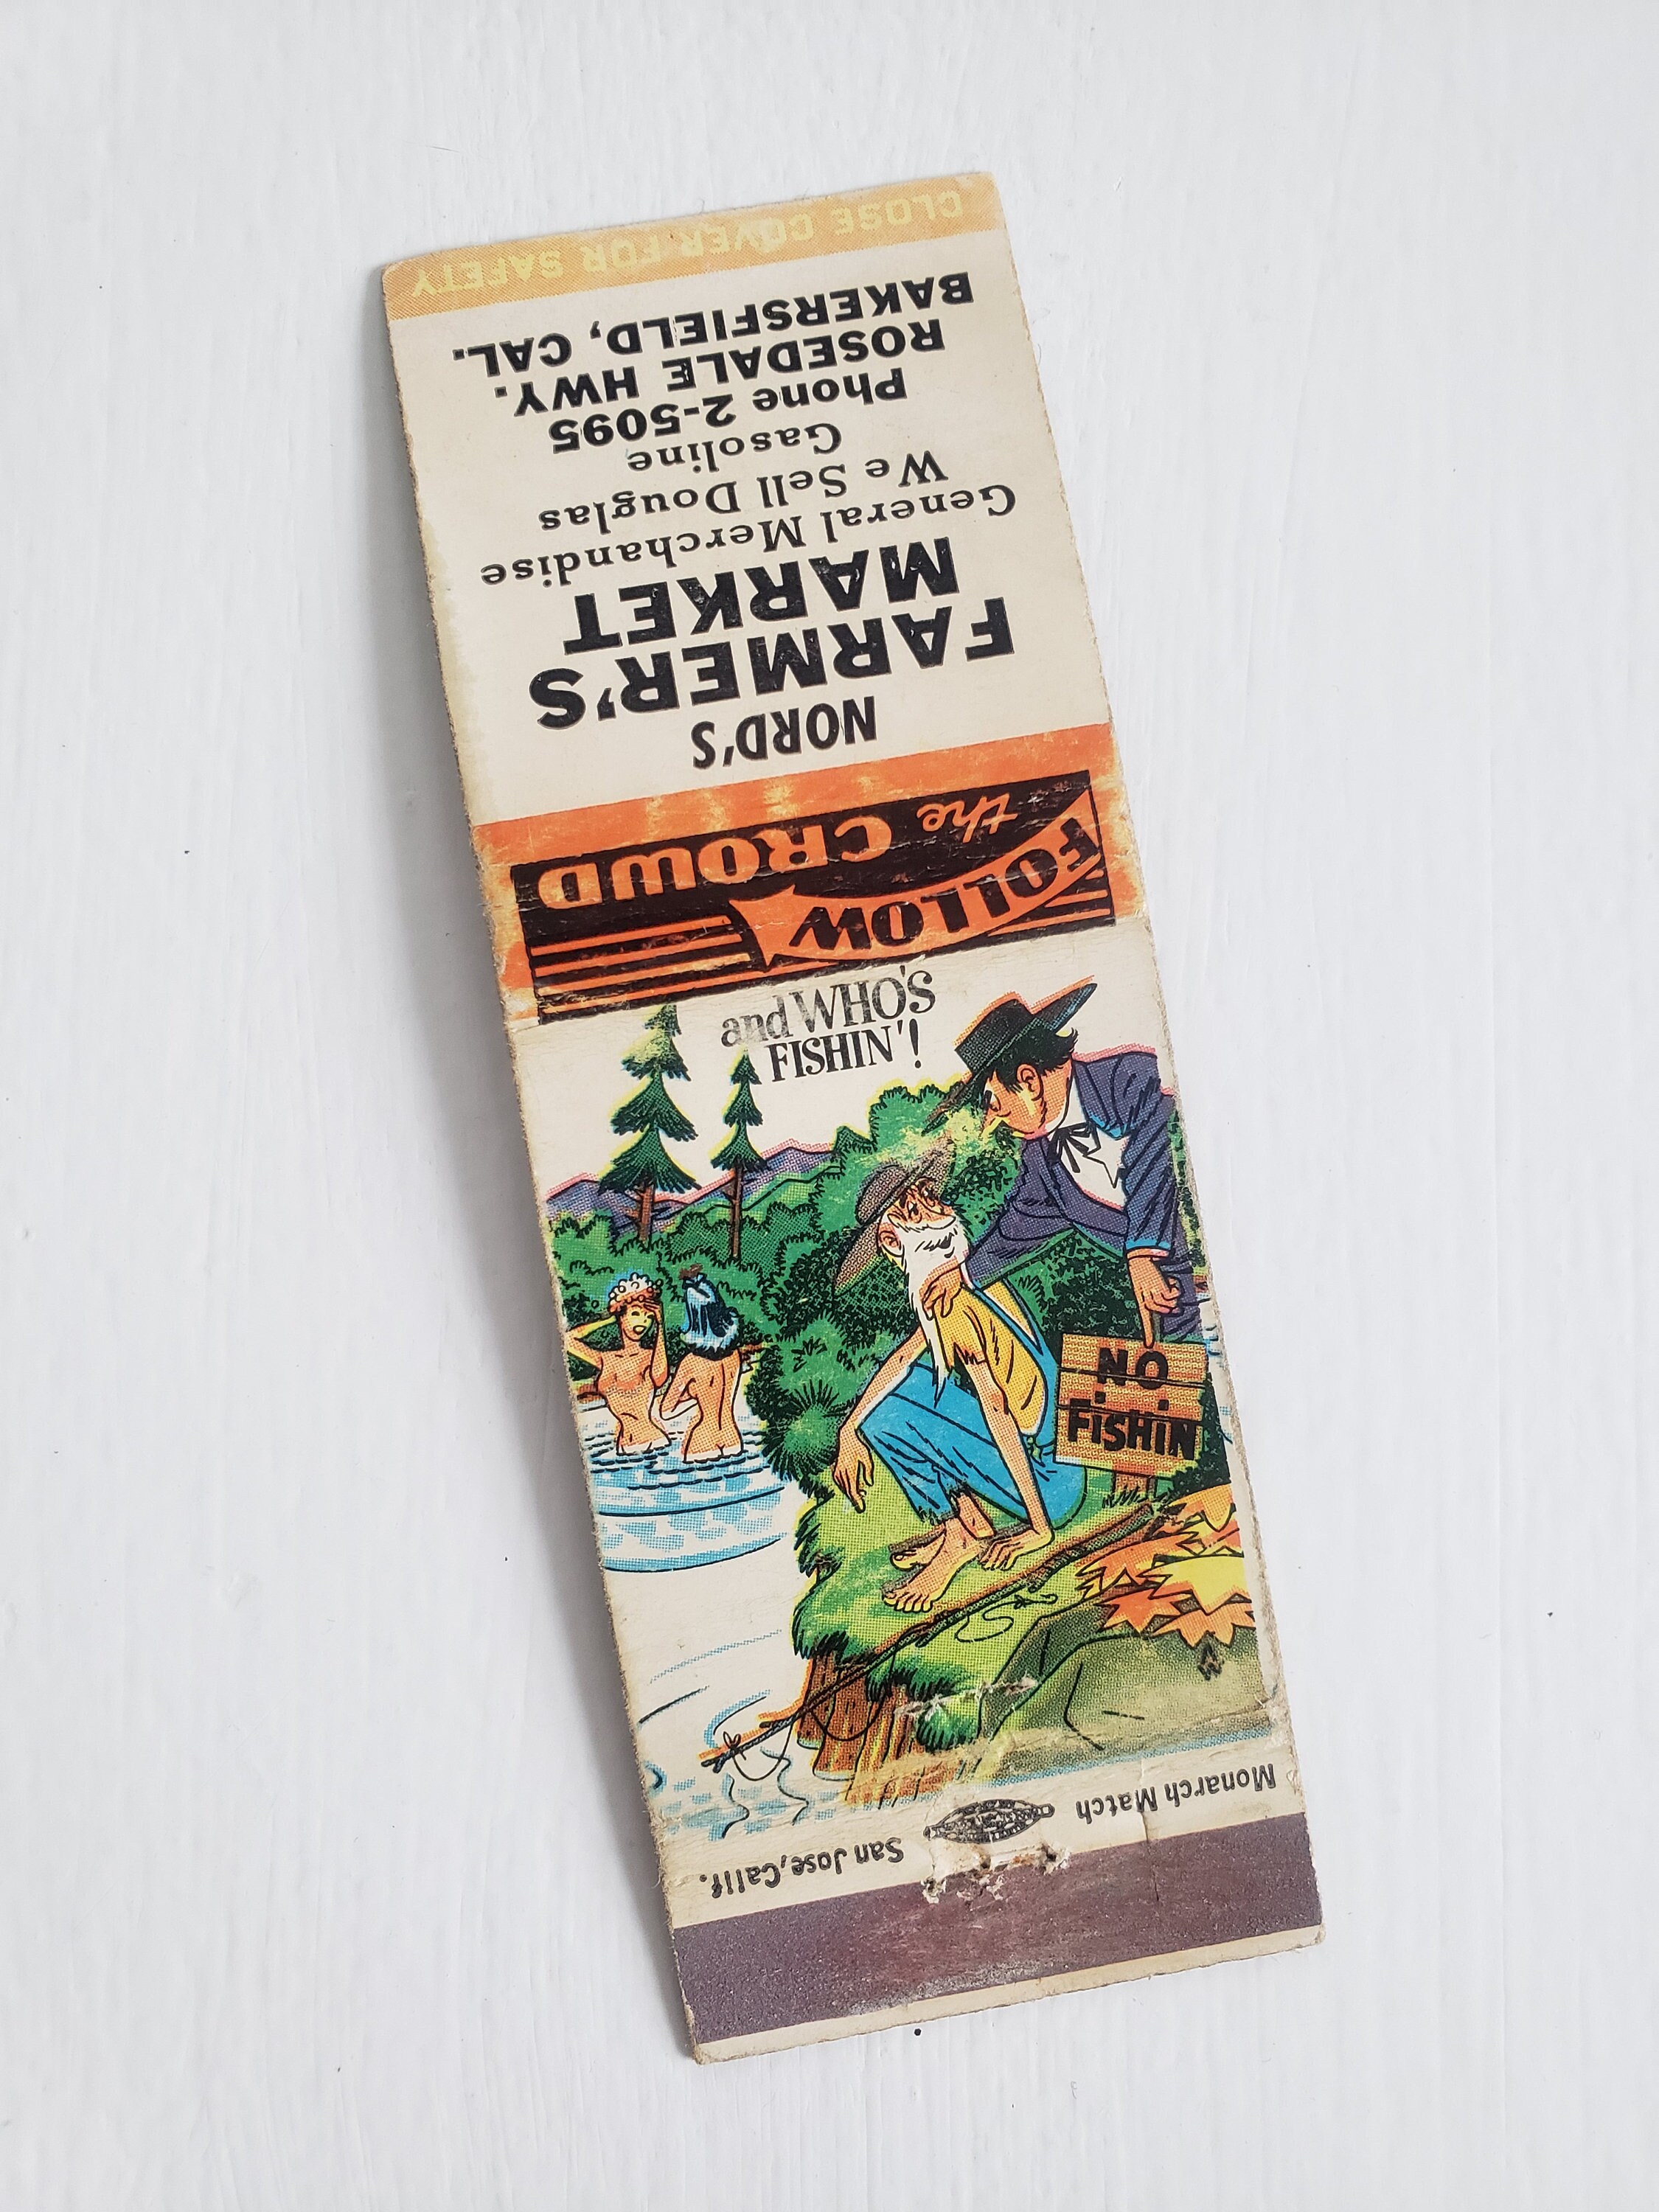 CLOSE COVER FOR SAFETY
NORD'S
FARMER'S
MARKET
General Merchandise
We Sell Douglas
Gasoline
Phone 2-5095
ROSEDALE HWY.
BAKERSFIELD, CAL.
FOLLOW
the CROWD
and WHO'S
FISHIN'!
NO
FISHIN
Monarch Match
San Jose, Calif.